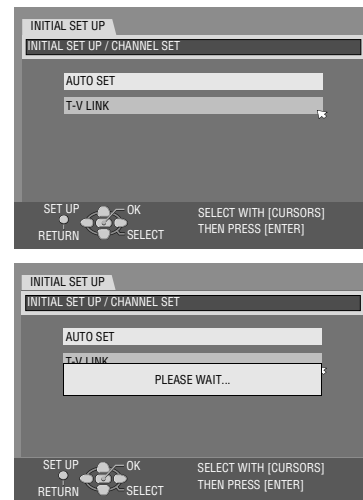 INITIAL SET UP
INITIAL SET UP / CHANNEL SET
AUTO SET
T-V LINK
SET UP
OK
SELECT WITH [CURSORS]
RETURN
SELECT
THEN PRESS [ENTER]
INITIAL SET UP
INITIAL SET UP / CHANNEL SET
AUTO SET
T-V LINK
PLEASE WAIT...
SET UP
OK
SELECT WITH [CURSORS]
RETURN
SELECT
THEN PRESS [ENTER]